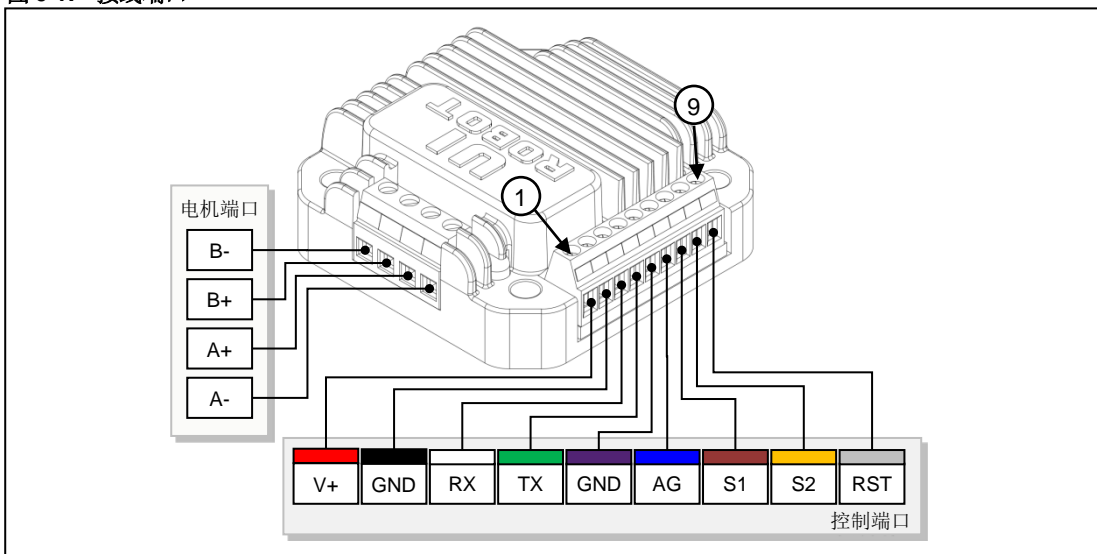 9
1
UI
ROBOT
电机端口
B-
B+
A+
A-
V+ GND RX TX GND AG S1 S2 RST
控制端口